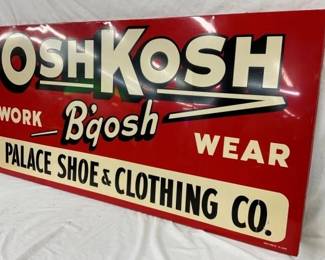 OSHKOSH
WORK B'gosh WEAR
PALACE SHOE & CLOTHING CO.